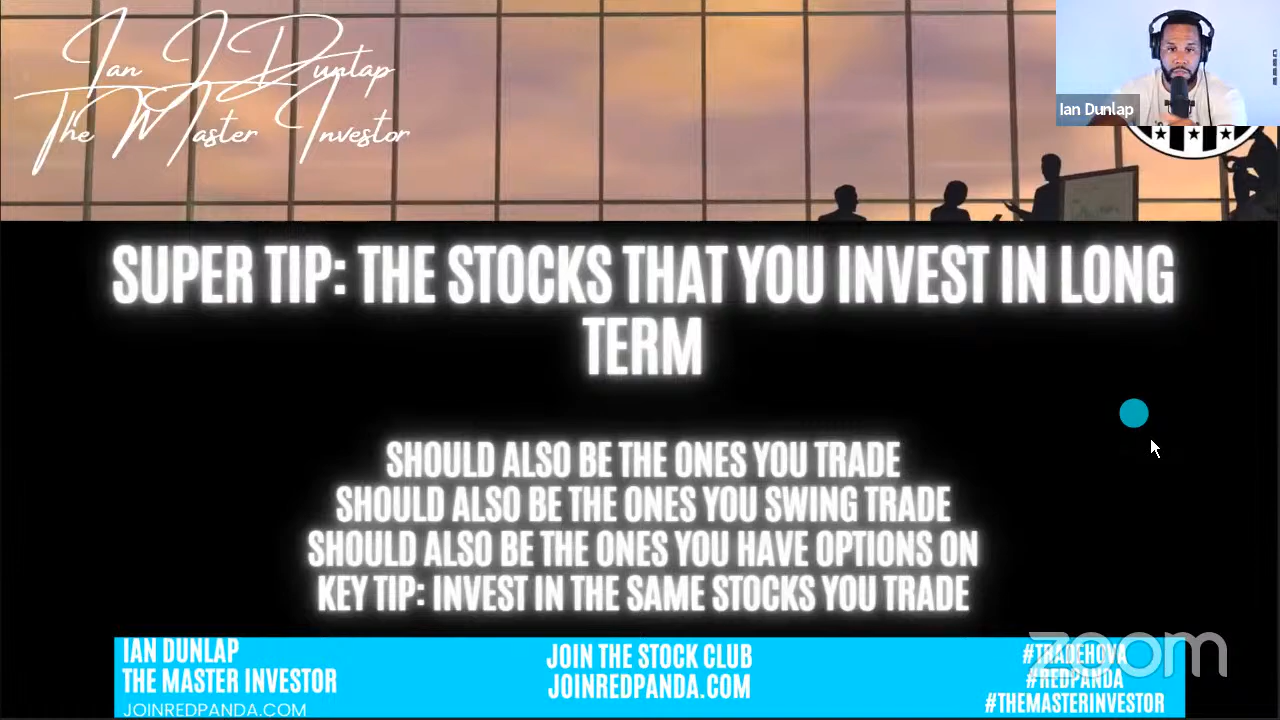 Ian J Dunlap
The Master Investor
Ian Dunlap
SUPER TIP: THE STOCKS THAT YOU INVEST IN LONG
TERM
SHOULD ALSO BE THE ONES YOU TRADE
SHOULD ALSO BE THE ONES YOU SWING TRADE
SHOULD ALSO BE THE ONES YOU HAVE OPTIONS ON
KEY TIP: INVEST IN THE SAME STOCKS YOU TRADE
IAN DUNLAP
THE MASTER INVESTOR
JOINREDPANDA.COM
JOIN THE STOCK CLUB
JOINREDPANDA.COM
#TRADEHOVA
#REDPANDA
#THEMASTERINVESTOR
zoom